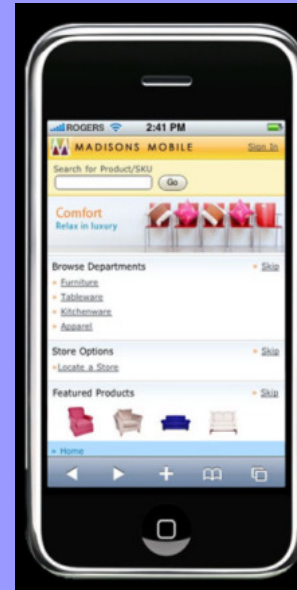 ROGERS 2:41 PM
MADISONS MOBILE Sign In
Search for Product/SKU
Go
Comfort
Relax in luxury
Browse Departments » Skip
» Furniture
» Tableware
» Kitchenware
» Apparel
Store Options » Skip
»Locate a Store
Featured Products » Skip
» Home